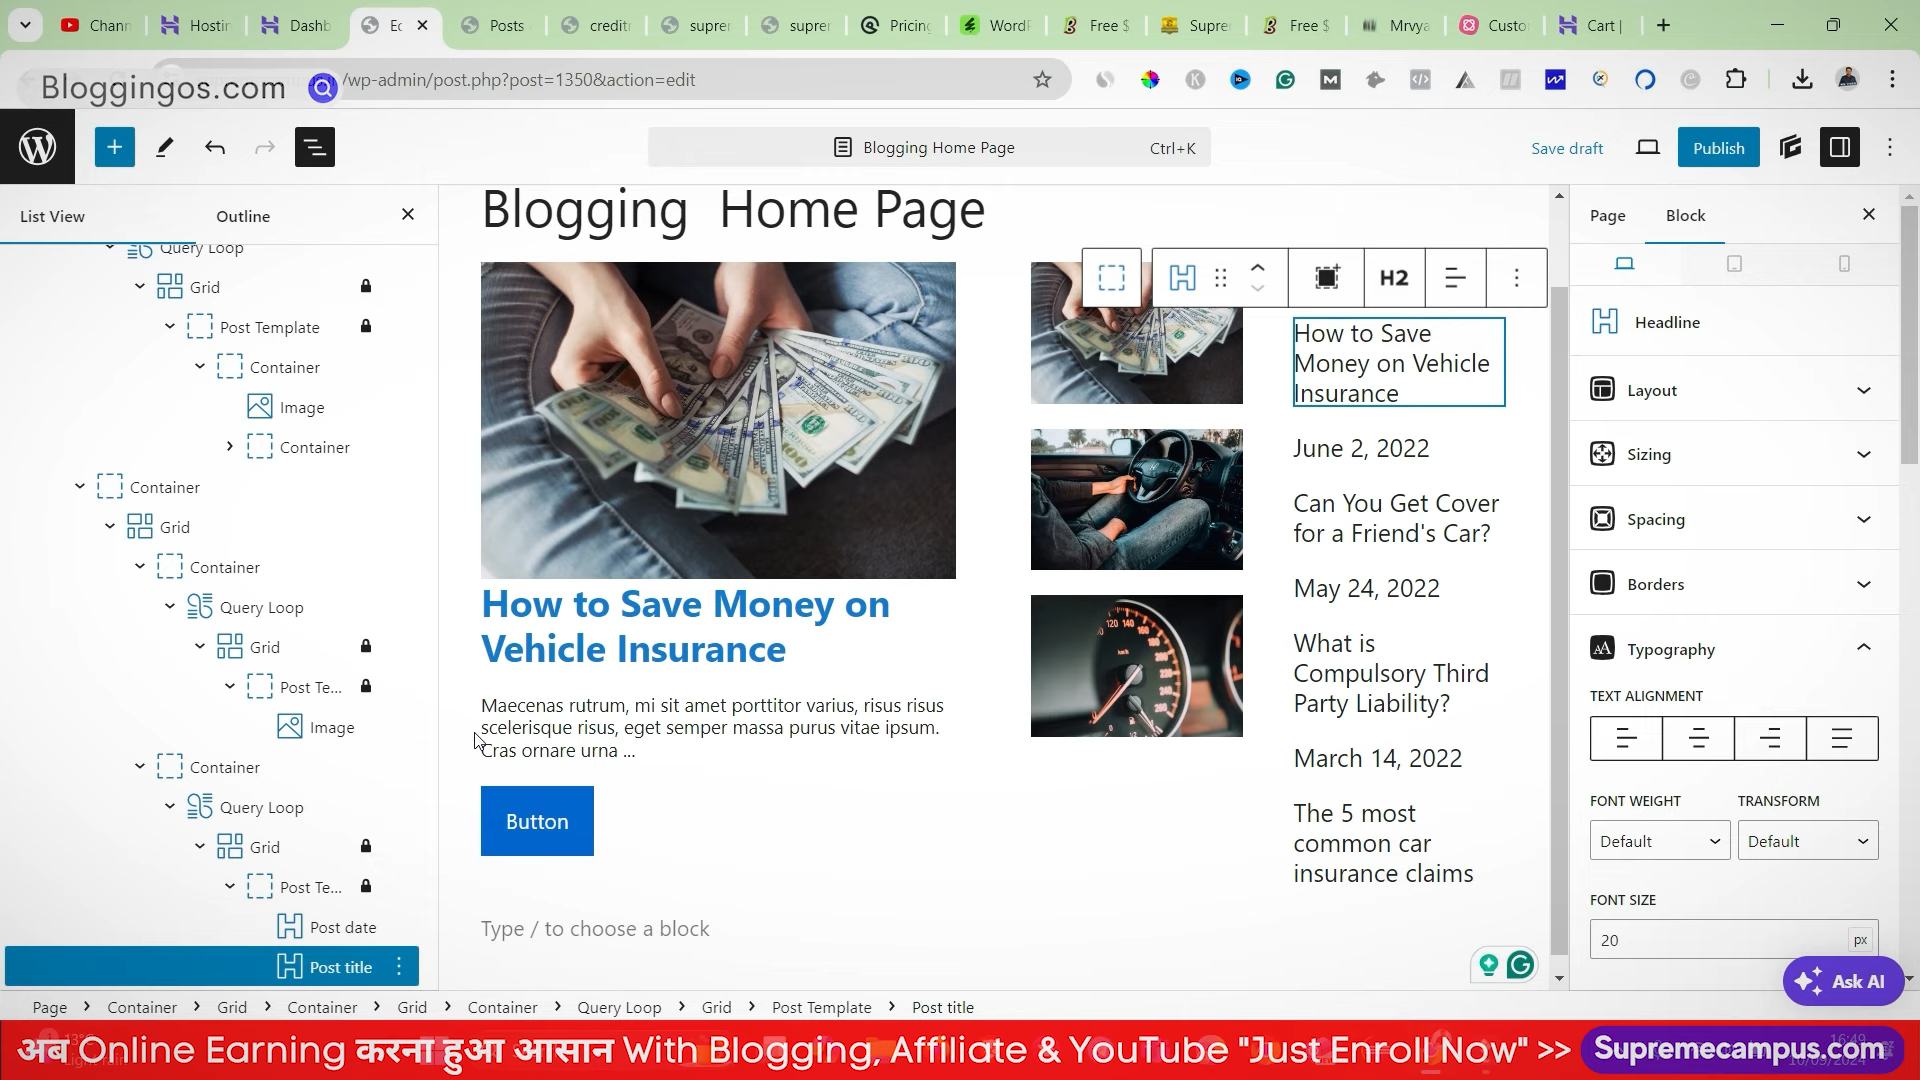 Chann
Hostin
Dashb
Ec
Posts
credit
suprer
suprer
Pricing
WordF
Free $
Supre
Free $
Mrvya
Custo
Cart |
Bloggingos.com
/wp-admin/post.php?post=1350&action=edit
Blogging Home Page
Ctrl+K
Save draft
Publish
List View
Outline
Query Loop
Grid
Post Template
Container
Image
Container
Container
Grid
Container
Query Loop
Grid
Post Te...
Image
Container
Query Loop
Grid
Post Te...
Post date
Post title
Blogging Home Page
How to Save Money on
Vehicle Insurance
Maecenas rutrum, mi sit amet porttitor varius, risus risus
scelerisque risus, eget semper massa purus vitae ipsum.
Cras ornare urna ...
Button
Type / to choose a block
H2
How to Save
Money on Vehicle
Insurance
June 2, 2022
Can You Get Cover
for a Friend's Car?
May 24, 2022
What is
Compulsory Third
Party Liability?
March 14, 2022
The 5 most
common car
insurance claims
Page
Block
Headline
Layout
Sizing
Spacing
Borders
Typography
TEXT ALIGNMENT
FONT WEIGHT
TRANSFORM
Default
Default
FONT SIZE
20
px
Ask AI
Page > Container > Grid > Container > Grid > Container > Query Loop > Grid > Post Template > Post title
अब Online Earning करना हुआ आसान With Blogging, Affiliate & YouTube "Just Enroll Now" >>
Supremecampus.com